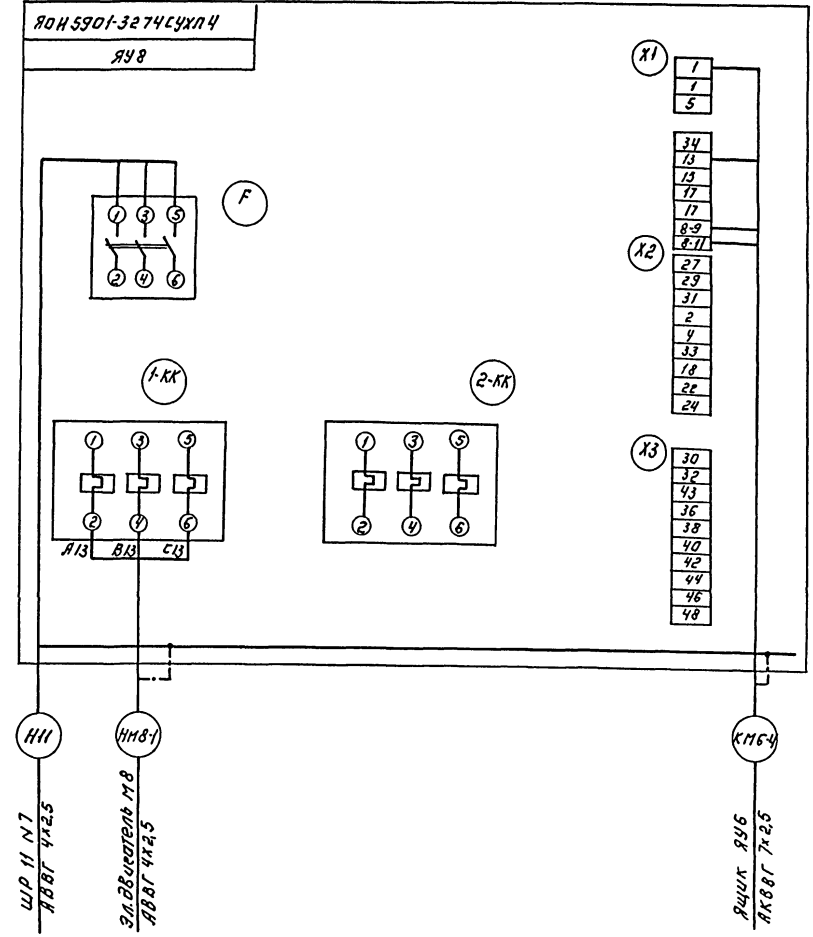 ЯОН5901-3274СУХЛ4
ЯУ8
X1
1
1
5
34
13
15
17
17
8-9
8-11
X2
27
29
31
2
4
33
18
22
24
X3
30
32
43
36
38
40
42
44
46
48
F
1 3 5
2 4 6
1-КК
1 3 5
2 4 6
А13 В13 С13
2-КК
1 3 5
2 4 6
Н11
НМ8-1
КМ6-4
ШР 11 N7
АВВГ 4х2,5
Эл.двигатель М8
АВВГ 4х2,5
Ящик ЯУ6
АКВВГ 7х2,5